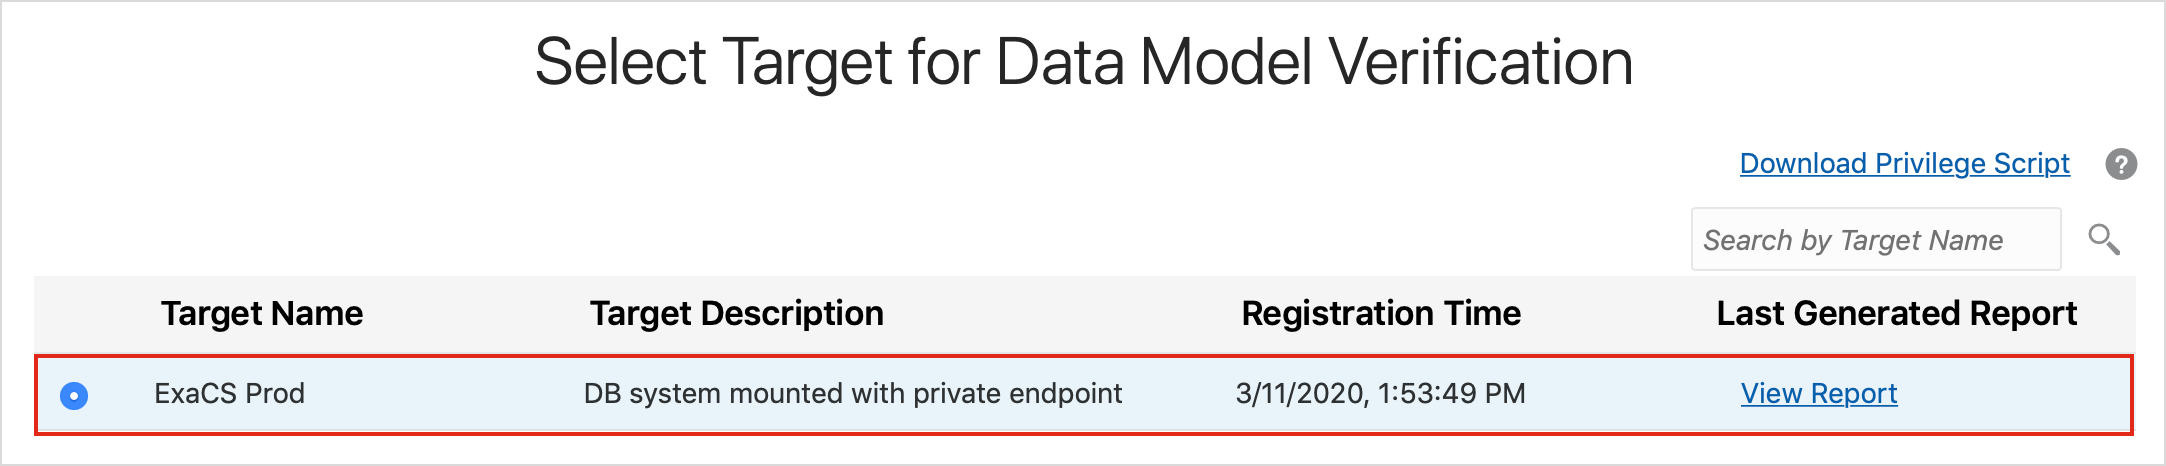 Select Target for Data Model Verification
Download Privilege Script ?
Search by Target Name
Target Name Target Description Registration Time Last Generated Report
ExaCS Prod DB system mounted with private endpoint 3/11/2020, 1:53:49 PM View Report